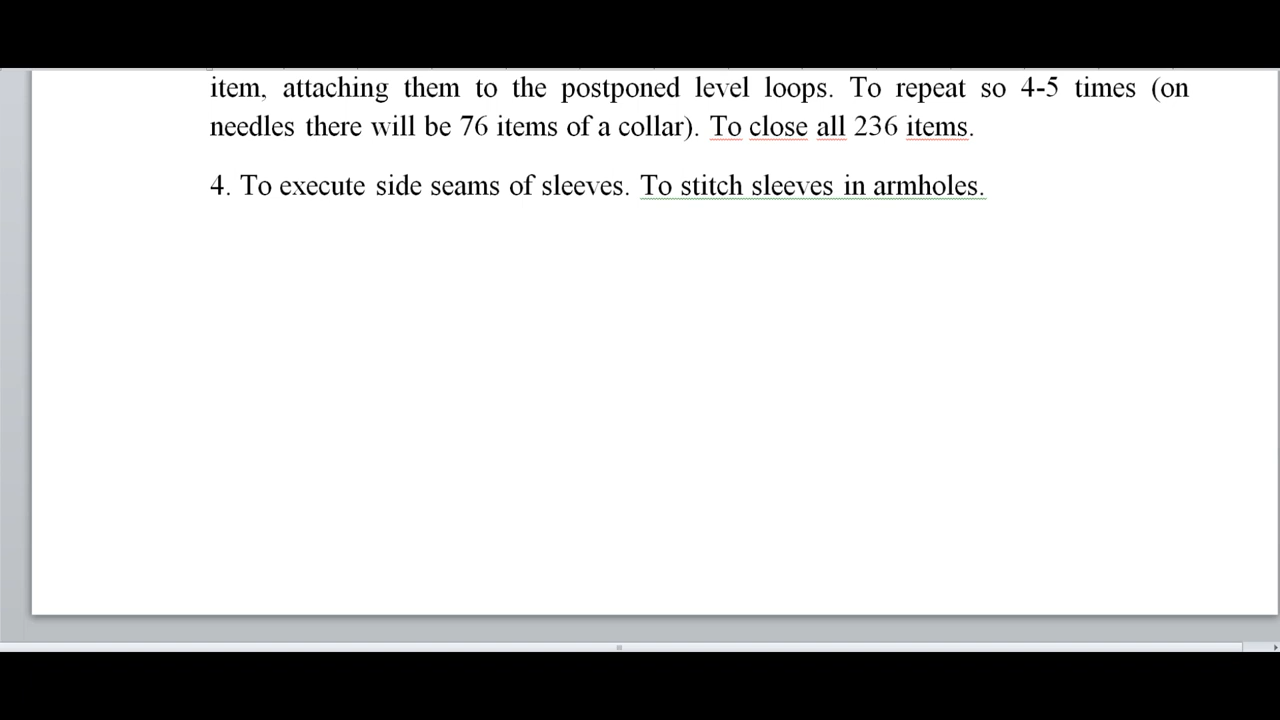 item, attaching them to the postponed level loops. To repeat so 4-5 times (on
needles there will be 76 items of a collar). To close all 236 items.
4. To execute side seams of sleeves. To stitch sleeves in armholes.